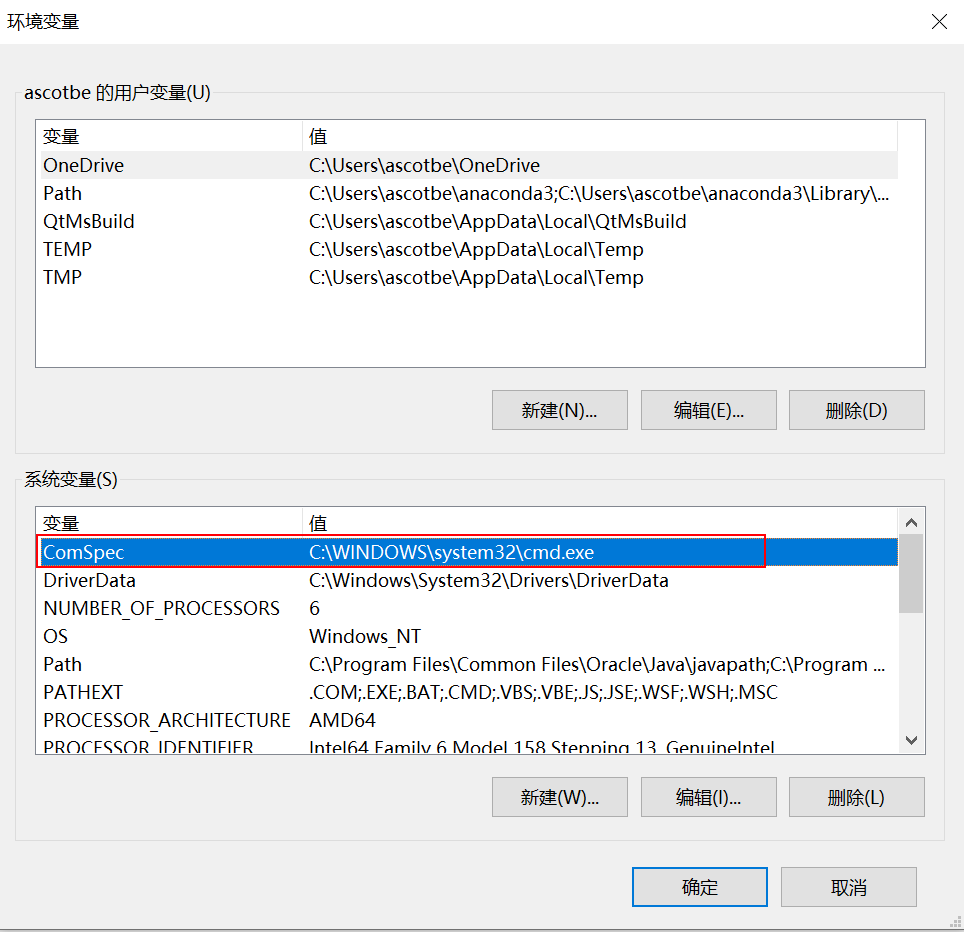 环境变量
ascotbe 的用户变量(U)
变量 值
OneDrive C:\Users\ascotbe\OneDrive
Path C:\Users\ascotbe\anaconda3;C:\Users\ascotbe\anaconda3\Library\...
QtMsBuild C:\Users\ascotbe\AppData\Local\QtMsBuild
TEMP C:\Users\ascotbe\AppData\Local\Temp
TMP C:\Users\ascotbe\AppData\Local\Temp
新建(N)... 编辑(E)... 删除(D)
系统变量(S)
变量 值
ComSpec C:\WINDOWS\system32\cmd.exe
DriverData C:\Windows\System32\Drivers\DriverData
NUMBER_OF_PROCESSORS 6
OS Windows_NT
Path C:\Program Files\Common Files\Oracle\Java\javapath;C:\Program ...
PATHEXT .COM;.EXE;.BAT;.CMD;.VBS;.VBE;.JS;.JSE;.WSF;.WSH;.MSC
PROCESSOR_ARCHITECTURE AMD64
PROCESSOR_IDENTIFIER Intel64 Family 6 Model 158 Stepping 13, GenuineIntel
新建(W)... 编辑(I)... 删除(L)
确定 取消